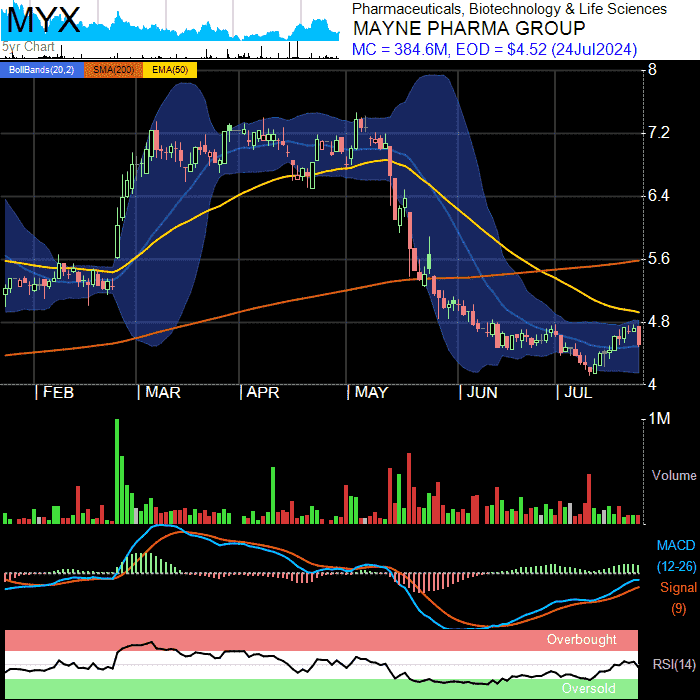 MYX
5yr Chart
Pharmaceuticals, Biotechnology & Life Sciences
MAYNE PHARMA GROUP
MC = 384.6M, EOD = $4.52 (24Jul2024)
BollBands(20,2) SMA(200) EMA(50)
8
7.2
6.4
5.6
4.8
4
FEB MAR APR MAY JUN JUL
1M
Volume
MACD
(12-26)
Signal
(9)
Overbought
RSI(14)
Oversold